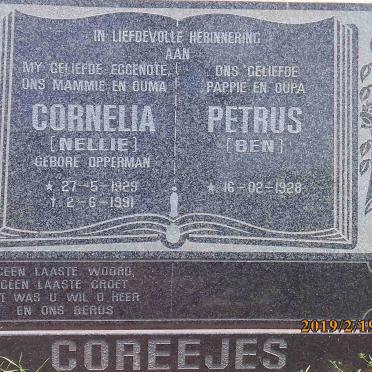 IN LIEFDEVOLLE HERINNERING
AAN
MY GELIEFDE EGGENOTE,
ONS MAMMIE EN OUMA
CORNELIA
[NELLIE]
GEBORE OPPERMAN
★ 27-5-1929
† 2-6-1991
ONS GELIEFDE
PAPPIE EN OUPA
PETRUS
[BEN]
★ 16-02-1928
GEEN LAASTE WOORD,
GEEN LAASTE GROET
T WAS U WIL O HEER
EN ONS BERUS
COREEJES
2019/2/19